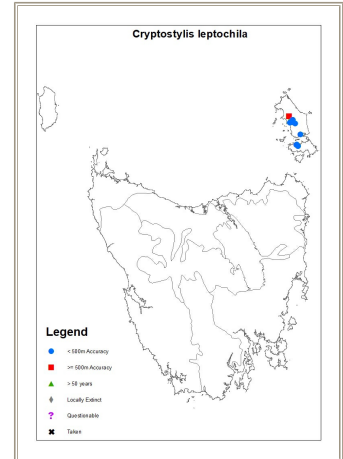 Cryptostylis leptochila
Legend
< 500m Accuracy
>= 500m Accuracy
> 50 years
Locally Extinct
? Questionable
Taken